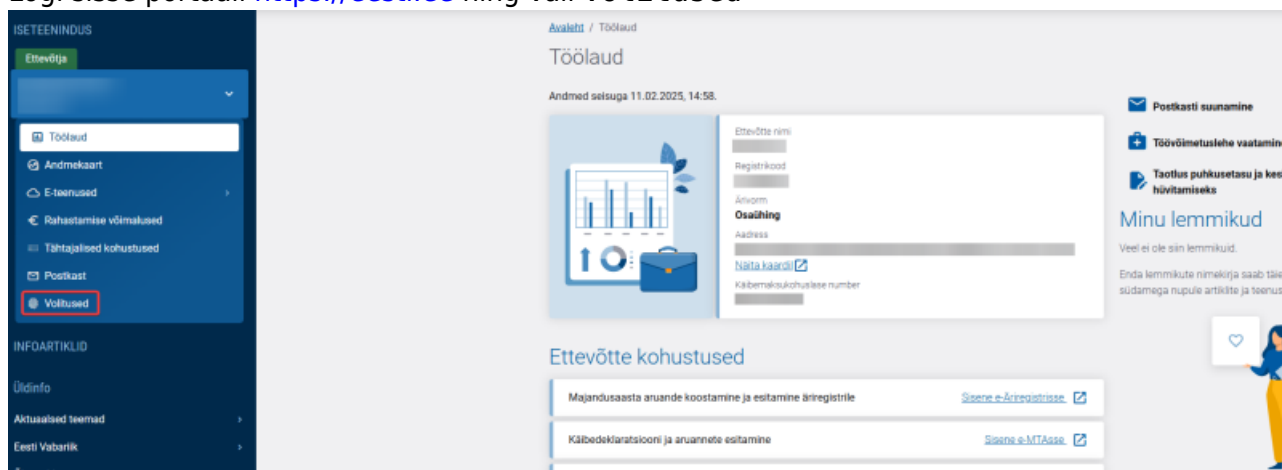 Logi sisse portaali https://eesti.ee ning vali Volitused
ISETEENINDUS
Ettevõtja
Töölaud
Andmekaart
E-teenused
Rahastamise võimalused
Tähtajalised kohustused
Postkast
Volitused
INFOARTIKLID
Üldinfo
Aktuaalsed teemad
Eesti Vabariik
Avaleht / Töölaud
Töölaud
Andmed seisuga 11.02.2025, 14:58.
Ettevõtte nimi
Registrikood
Ärivorm
Osaühing
Aadress
Näita kaardil
Käibemaksukohuslase number
Ettevõtte kohustused
Majandusaasta aruande koostamine ja esitamine äriregistrile
Sisene e-Äriregistrisse
Käibedeklaratsiooni ja aruannete esitamine
Sisene e-MTAsse
Postkasti suunamine
Töövõimetuslehe vaatamine
Taotlus puhkusetasu ja kes
hüvitamiseks
Minu lemmikud
Veel ei ole siin lemmikuid.
Enda lemmikute nimekirja saab täie
südamega nupule artiklite ja teenus